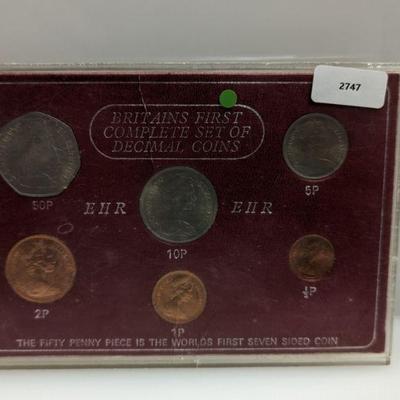 2747
BRITAINS FIRST
COMPLETE SET OF
DECIMAL COINS
50P
5P
EIIR
EIIR
10P
2P
1P
½P
THE FIFTY PENNY PIECE IS THE WORLDS FIRST SEVEN SIDED COIN